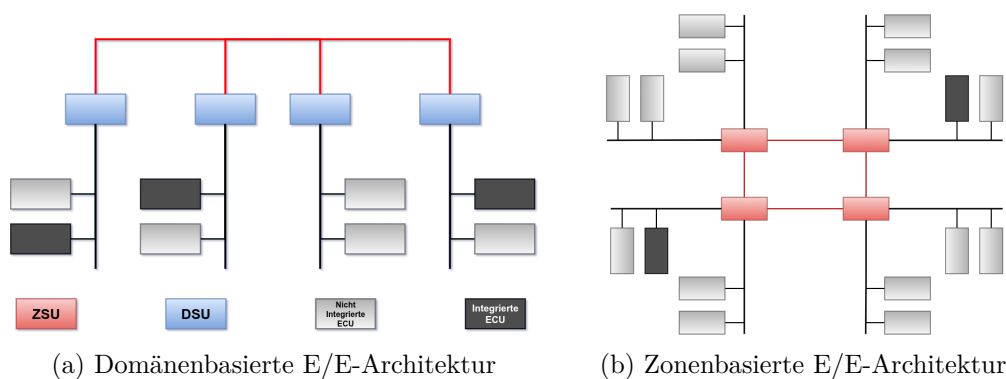 ZSU
DSU
Nicht
Integrierte
ECU
Integrierte
ECU
(a) Domänenbasierte E/E-Architektur
(b) Zonenbasierte E/E-Architektur